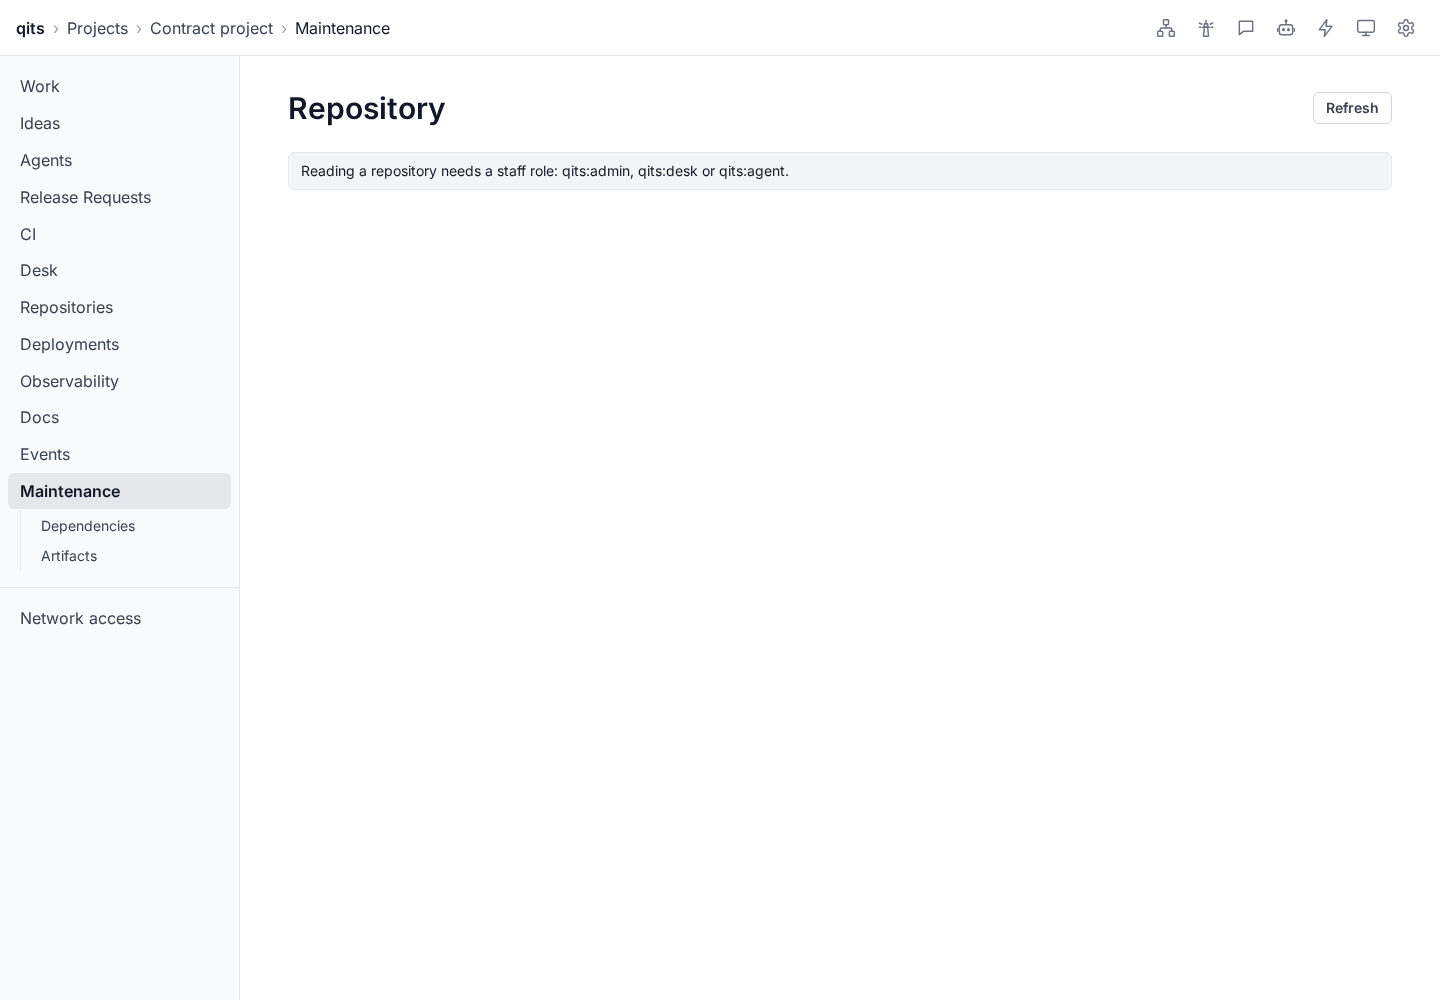 qits › Projects › Contract project › Maintenance
Work
Ideas
Agents
Release Requests
CI
Desk
Repositories
Deployments
Observability
Docs
Events
Maintenance
Dependencies
Artifacts
Network access
Repository
Refresh
Reading a repository needs a staff role: qits:admin, qits:desk or qits:agent.